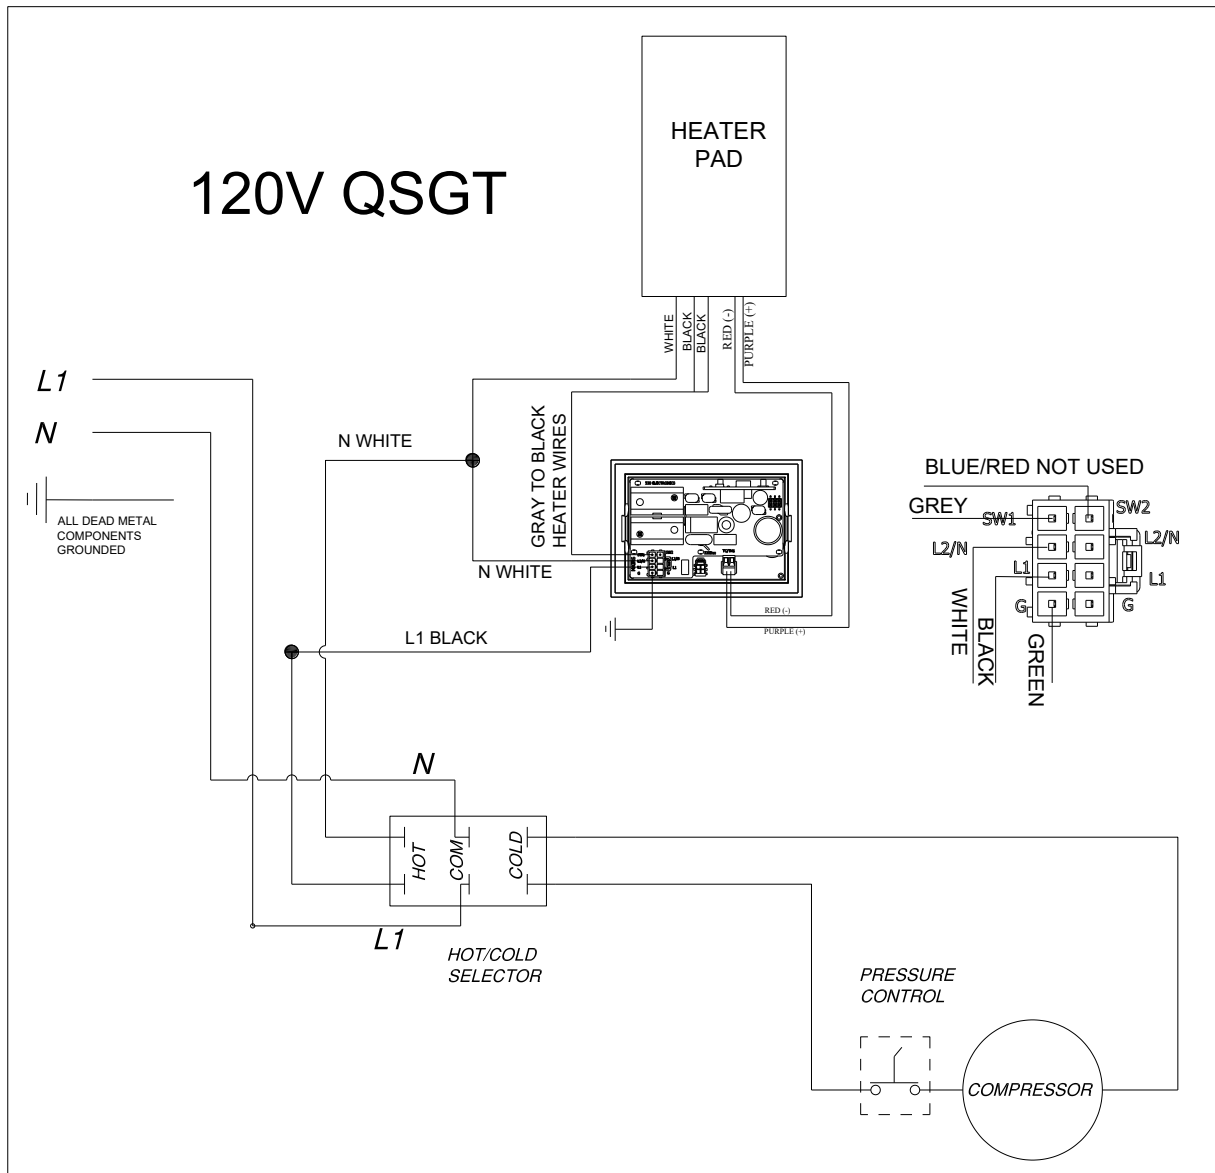 120V QSGT
HEATER
PAD
WHITE
BLACK
BLACK
RED (-)
PURPLE (+)
L1
N
ALL DEAD METAL
COMPONENTS
GROUNDED
N WHITE
GRAY TO BLACK
HEATER WIRES
N WHITE
L1 BLACK
RED (-)
PURPLE (+)
BLUE/RED NOT USED
GREY
SW1
SW2
L2/N
L2/N
L1
L1
G
G
WHITE
BLACK
GREEN
N
HOT
COM
COLD
L1
HOT/COLD
SELECTOR
PRESSURE
CONTROL
COMPRESSOR